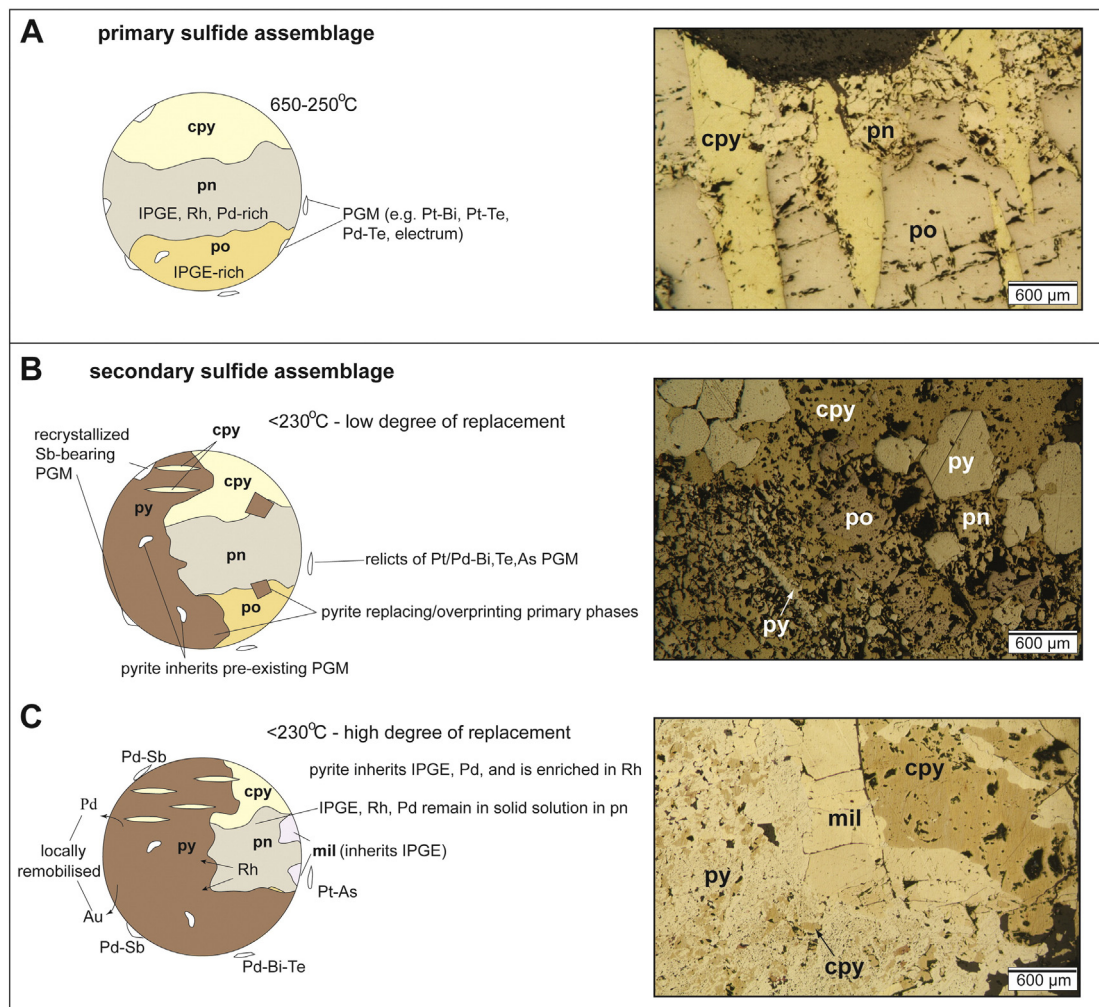 A primary sulfide assemblage
650-250°C
cpy
pn
IPGE, Rh, Pd-rich
po
IPGE-rich
PGM (e.g. Pt-Bi, Pt-Te,
Pd-Te, electrum)
cpy
pn
po
600 µm
B secondary sulfide assemblage
<230°C - low degree of replacement
recrystallized
Sb-bearing
PGM
cpy
cpy
py
pn
po
relicts of Pt/Pd-Bi,Te,As PGM
pyrite replacing/overprinting primary phases
pyrite inherits pre-existing PGM
cpy
py
po
pn
py
600 µm
C
<230°C - high degree of replacement
pyrite inherits IPGE, Pd, and is enriched in Rh
IPGE, Rh, Pd remain in solid solution in pn
mil (inherits IPGE)
Pd-Sb
Pd
locally
remobilised
Au
Pd-Sb
cpy
pn
py
Rh
Pt-As
Pd-Bi-Te
cpy
mil
py
cpy
600 µm